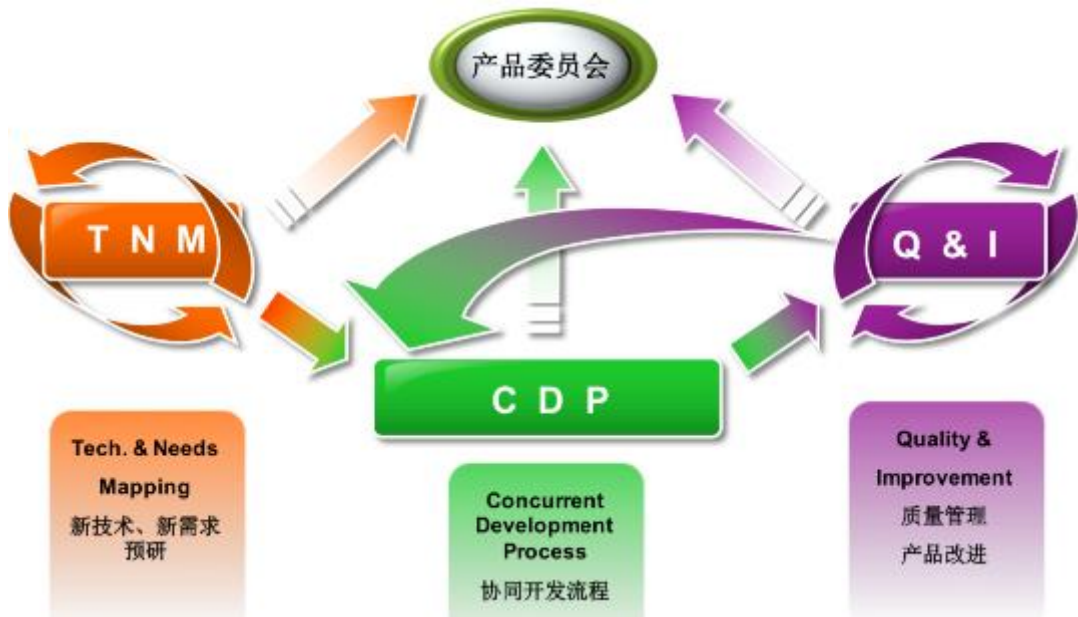 产品委员会
T N M
Q & I
C D P
Tech. & Needs
Mapping
新技术、新需求
预研
Concurrent
Development
Process
协同开发流程
Quality &
Improvement
质量管理
产品改进